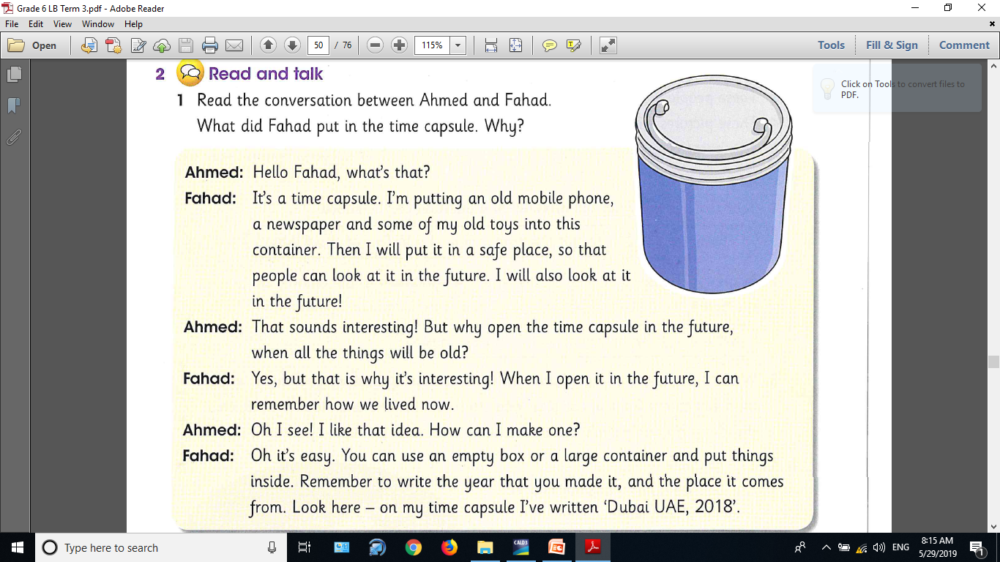 Grade 6 LB Term 3.pdf - Adobe Reader
File Edit View Window Help
Open 50 / 76 115% Tools Fill & Sign Comment
Click on Tools to convert files to
PDF.
2 Read and talk
1 Read the conversation between Ahmed and Fahad.
What did Fahad put in the time capsule. Why?
Ahmed: Hello Fahad, what's that?
Fahad: It's a time capsule. I'm putting an old mobile phone,
a newspaper and some of my old toys into this
container. Then I will put it in a safe place, so that
people can look at it in the future. I will also look at it
in the future!
Ahmed: That sounds interesting! But why open the time capsule in the future,
when all the things will be old?
Fahad: Yes, but that is why it's interesting! When I open it in the future, I can
remember how we lived now.
Ahmed: Oh I see! I like that idea. How can I make one?
Fahad: Oh it's easy. You can use an empty box or a large container and put things
inside. Remember to write the year that you made it, and the place it comes
from. Look here – on my time capsule I've written 'Dubai UAE, 2018'.
Type here to search
CALD3
ENG
8:15 AM
5/29/2019
1